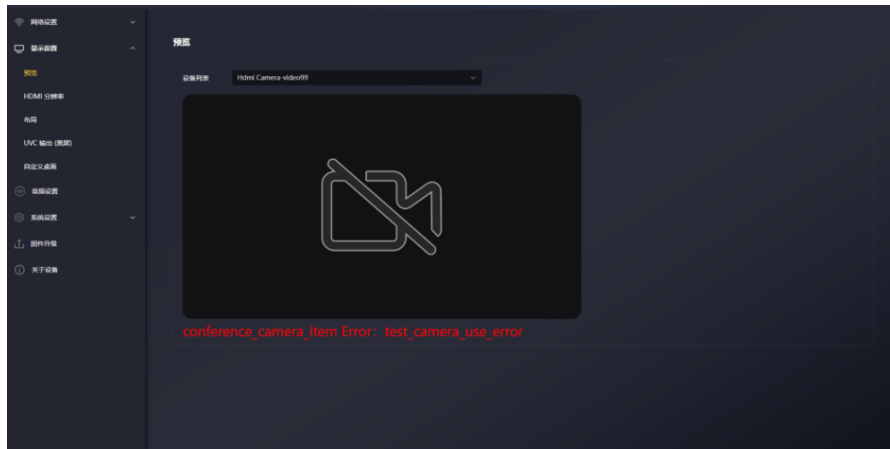 网络设置
显示设置
预览
HDMI 分辨率
布局
UVC 输出 (黑屏)
自定义桌面
音频设置
系统设置
固件升级
关于设备
预览
设备列表 Hdmi Camera-video99
conference_camera_item Error: test_camera_use_error